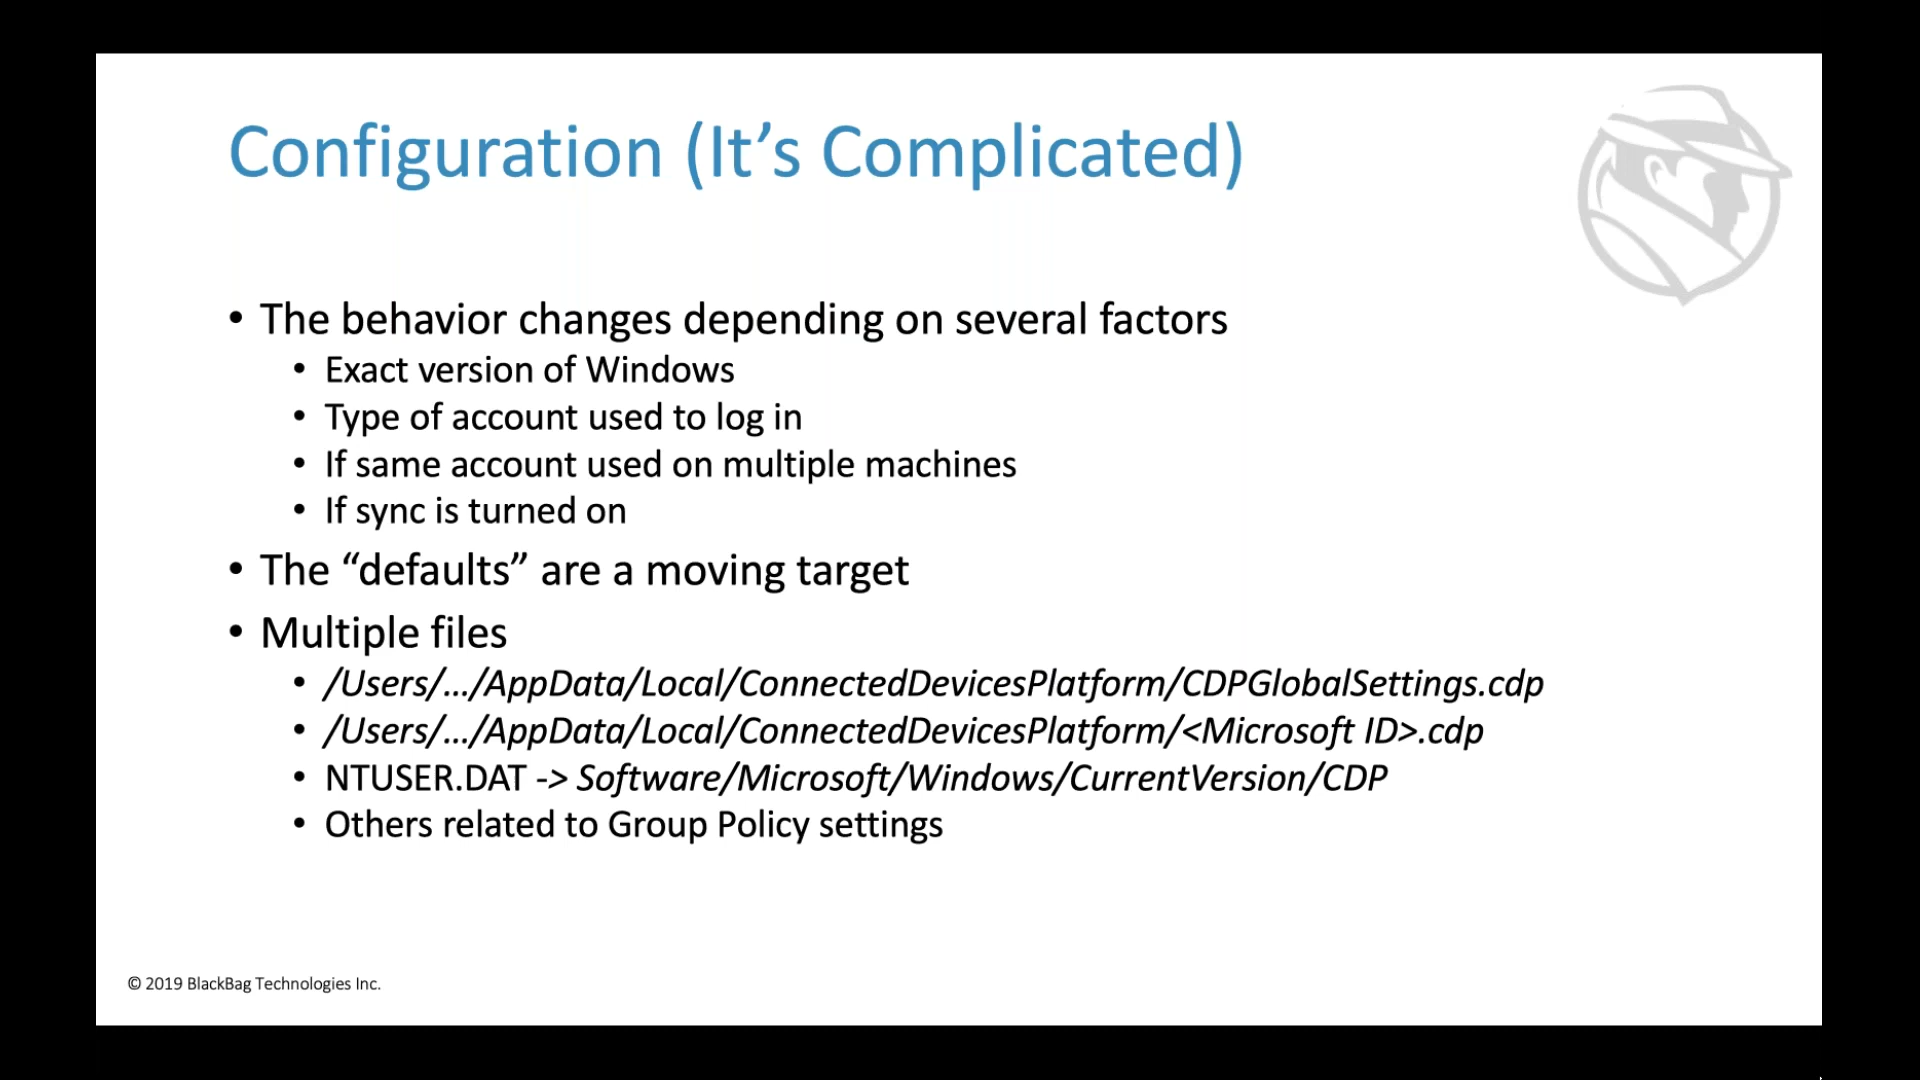 Configuration (It’s Complicated)
• The behavior changes depending on several factors
• Exact version of Windows
• Type of account used to log in
• If same account used on multiple machines
• If sync is turned on
• The “defaults” are a moving target
• Multiple files
• /Users/…/AppData/Local/ConnectedDevicesPlatform/CDPGlobalSettings.cdp
• /Users/…/AppData/Local/ConnectedDevicesPlatform/<Microsoft ID>.cdp
• NTUSER.DAT -> Software/Microsoft/Windows/CurrentVersion/CDP
• Others related to Group Policy settings
© 2019 BlackBag Technologies Inc.